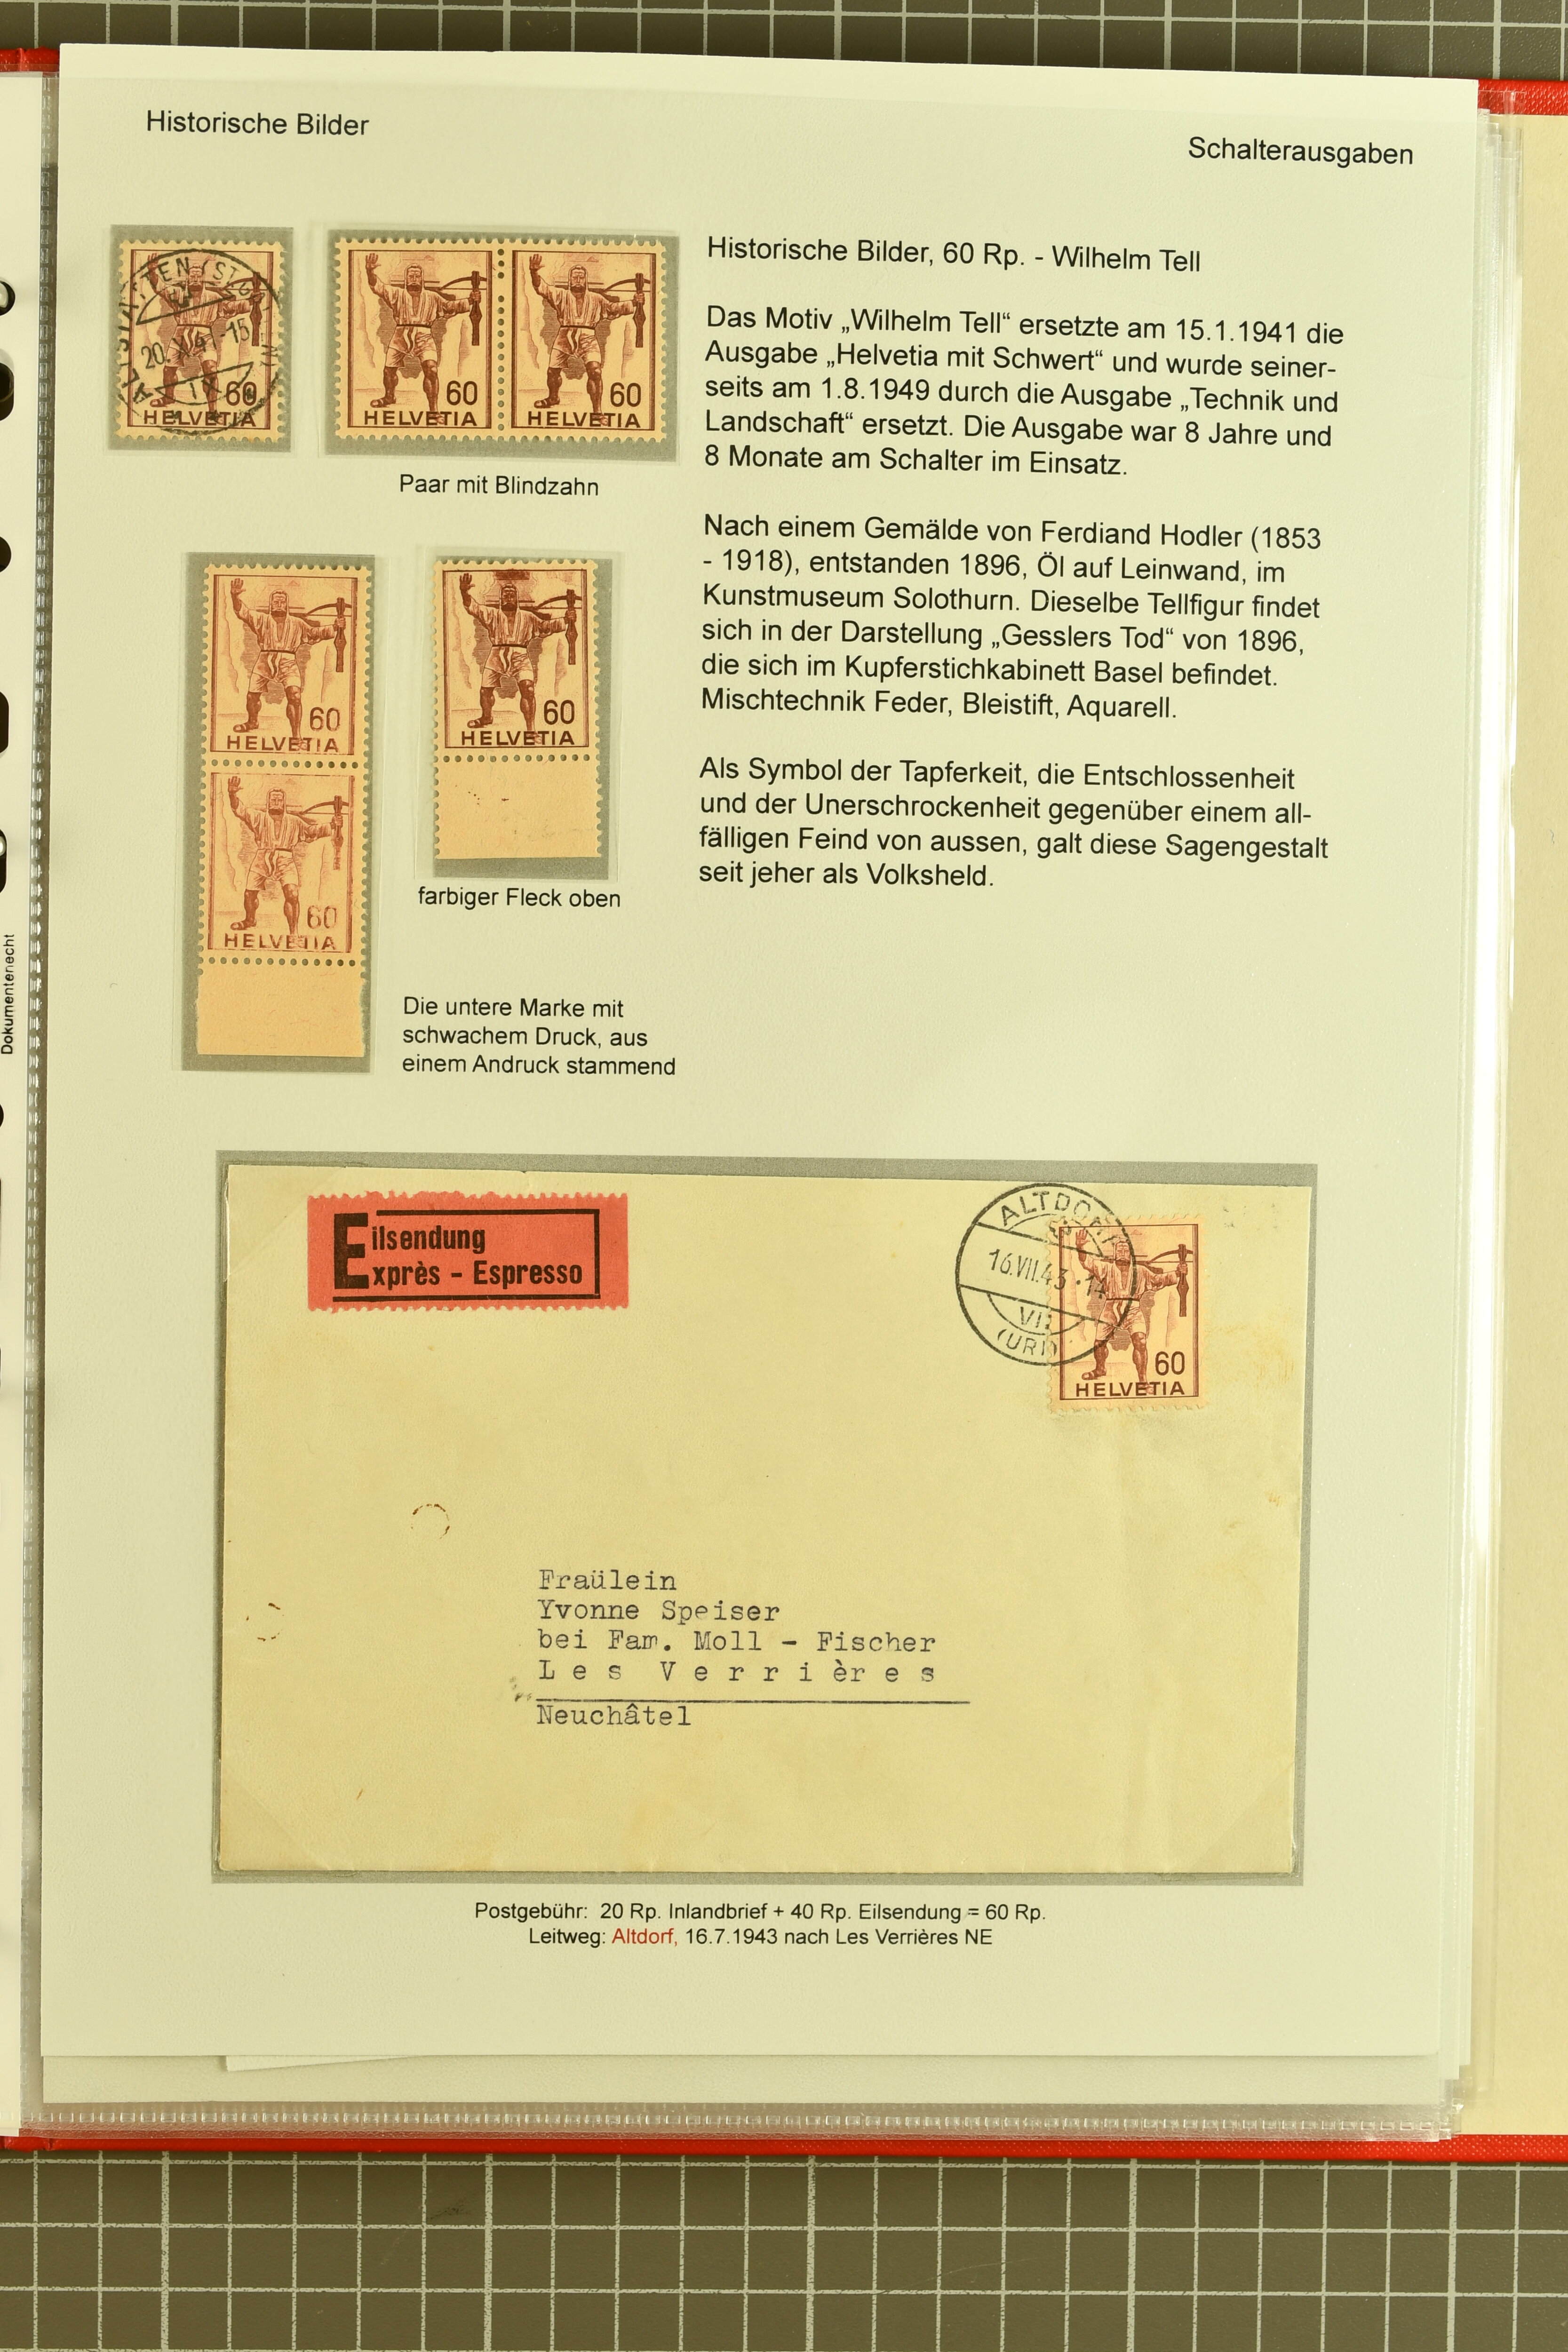 Historische Bilder
Schalterausgaben
60
HELVETIA
60
HELVETIA
60
HELVETIA
Paar mit Blindzahn
Historische Bilder, 60 Rp. - Wilhelm Tell
Das Motiv „Wilhelm Tell“ ersetzte am 15.1.1941 die
Ausgabe „Helvetia mit Schwert“ und wurde seiner-
seits am 1.8.1949 durch die Ausgabe „Technik und
Landschaft“ ersetzt. Die Ausgabe war 8 Jahre und
8 Monate am Schalter im Einsatz.
Nach einem Gemälde von Ferdiand Hodler (1853
- 1918), entstanden 1896, Öl auf Leinwand, im
Kunstmuseum Solothurn. Dieselbe Tellfigur findet
sich in der Darstellung „Gesslers Tod“ von 1896,
die sich im Kupferstichkabinett Basel befindet.
Mischtechnik Feder, Bleistift, Aquarell.
Als Symbol der Tapferkeit, die Entschlossenheit
und der Unerschrockenheit gegenüber einem all-
fälligen Feind von aussen, galt diese Sagengestalt
seit jeher als Volksheld.
60
HELVETIA
60
HELVETIA
60
HELVETIA
farbiger Fleck oben
Die untere Marke mit
schwachem Druck, aus
einem Andruck stammend
Dokumentenecht
Eilsendung
Exprès - Espresso
ALTDORF
16.VII.43.-14
VII
(URI)
60
HELVETIA
Fraülein
Yvonne Speiser
bei Fam. Moll - Fischer
Les Verrières
Neuchâtel
Postgebühr: 20 Rp. Inlandbrief + 40 Rp. Eilsendung = 60 Rp.
Leitweg: Altdorf, 16.7.1943 nach Les Verrières NE